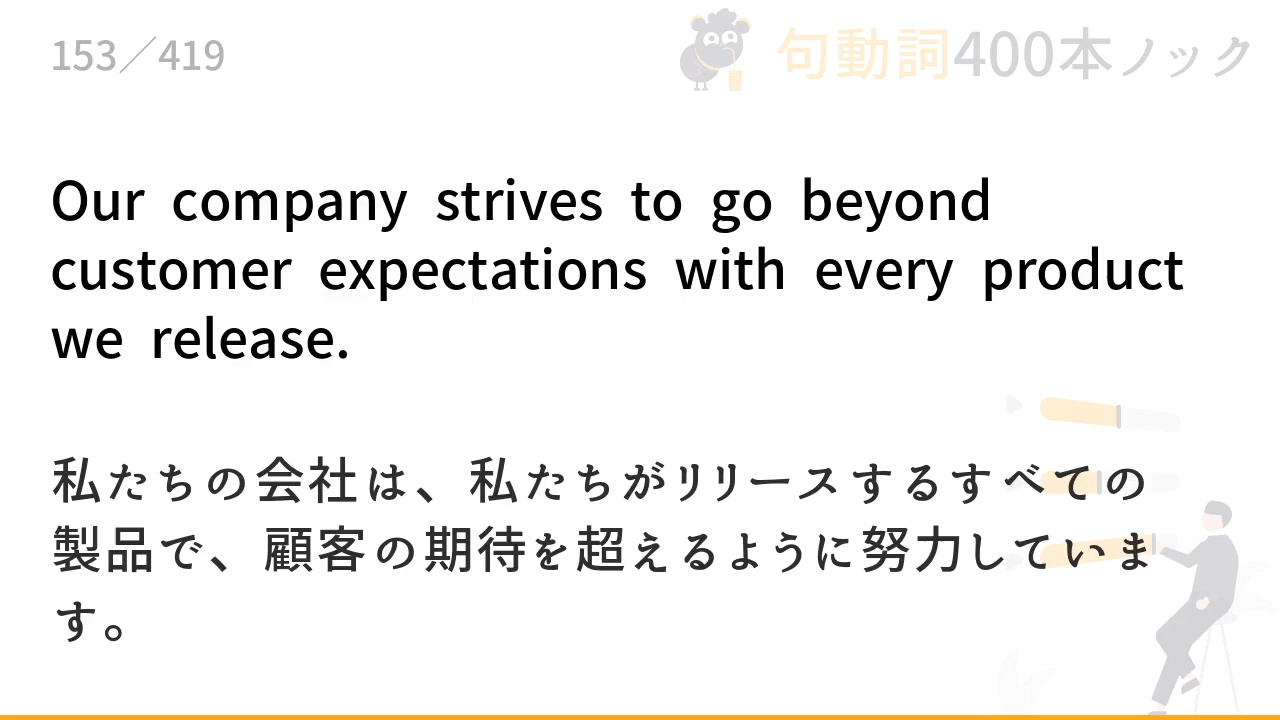 153／419
句動詞400本ノック
Our company strives to go beyond
customer expectations with every product
we release.
私たちの会社は、私たちがリリースするすべての
製品で、顧客の期待を超えるように努力していま
す。